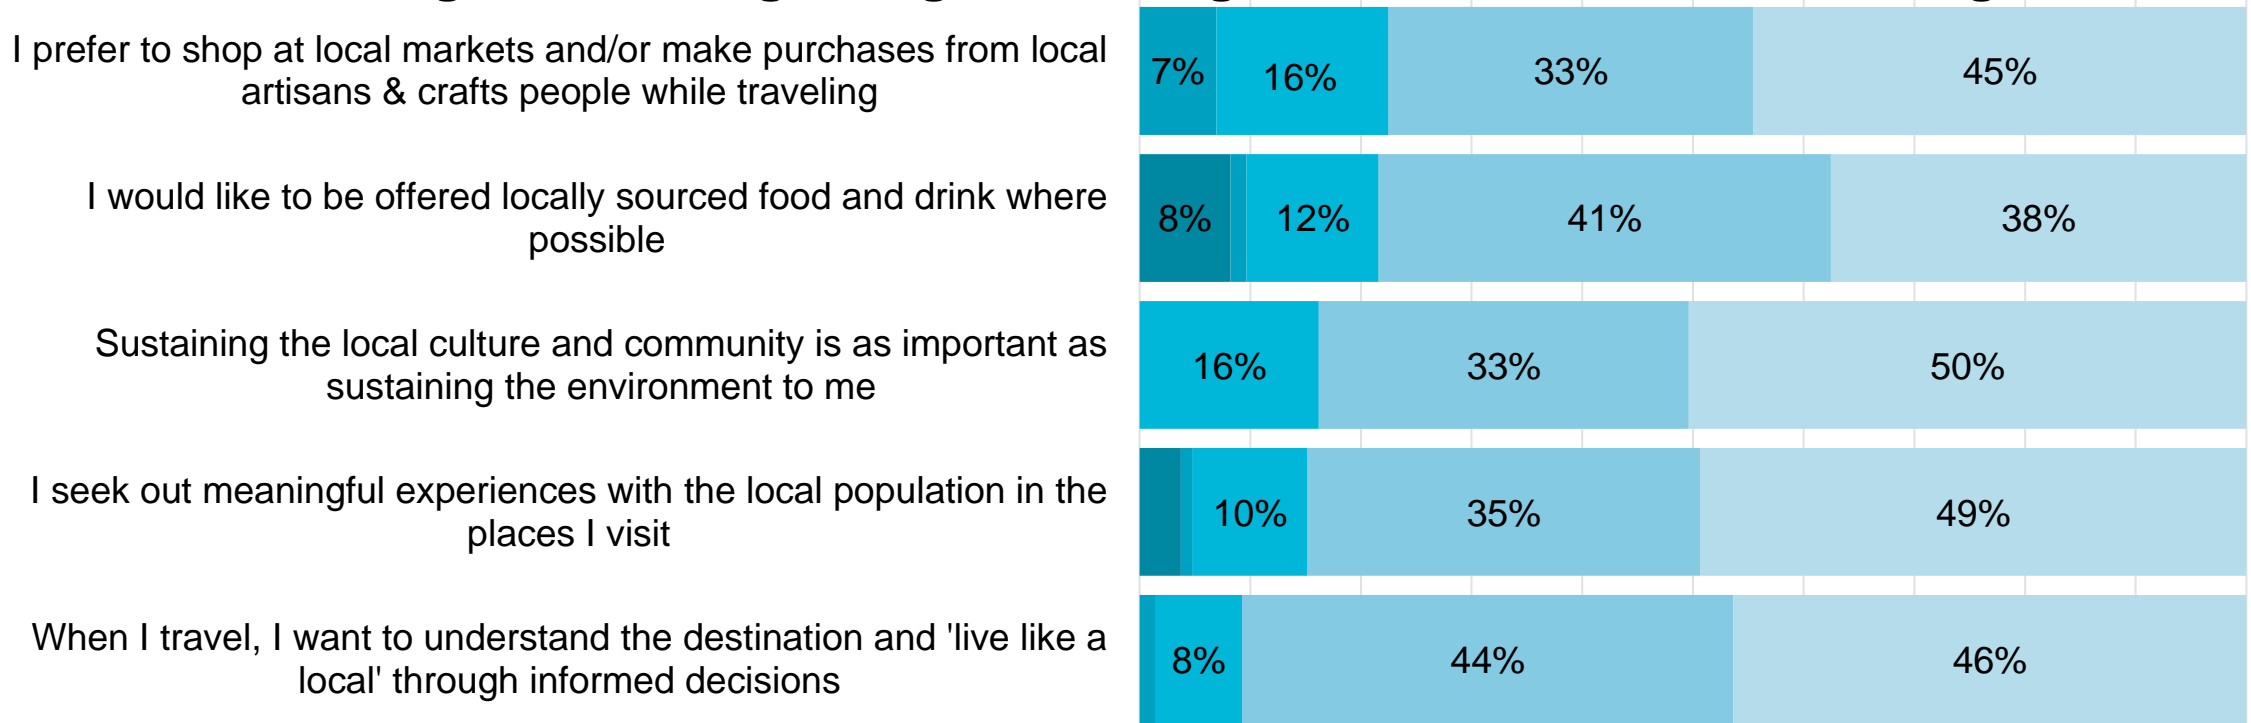 I prefer to shop at local markets and/or make purchases from local
artisans & crafts people while traveling
7% 16% 33% 45%
I would like to be offered locally sourced food and drink where
possible
8% 12% 41% 38%
Sustaining the local culture and community is as important as
sustaining the environment to me
16% 33% 50%
I seek out meaningful experiences with the local population in the
places I visit
10% 35% 49%
When I travel, I want to understand the destination and 'live like a
local' through informed decisions
8% 44% 46%